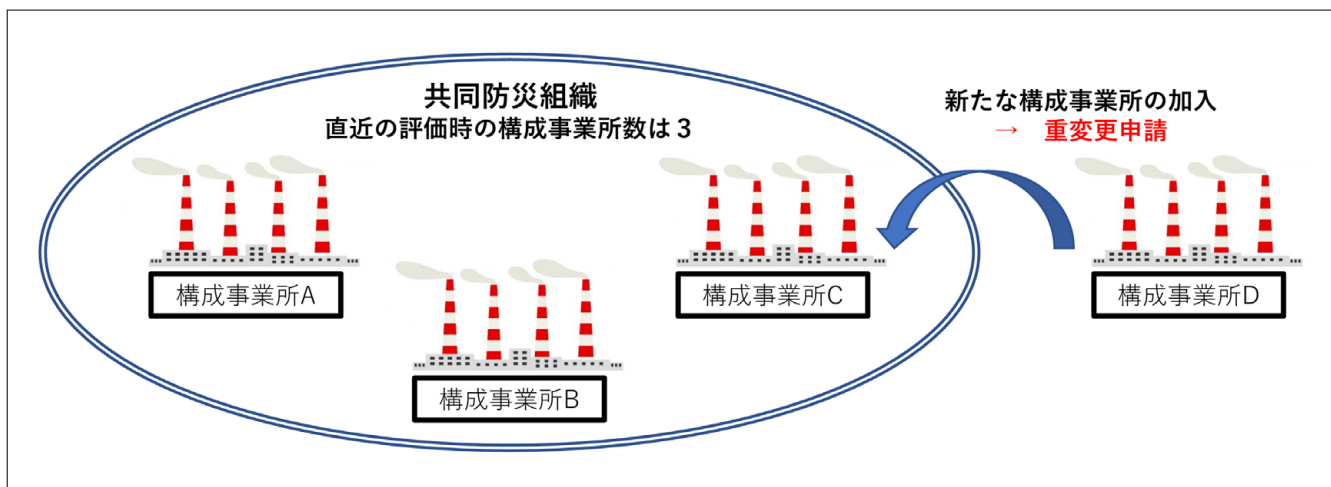 共同防災組織
直近の評価時の構成事業所数は３
新たな構成事業所の加入
→ 重変更申請
構成事業所A
構成事業所B
構成事業所C
構成事業所D